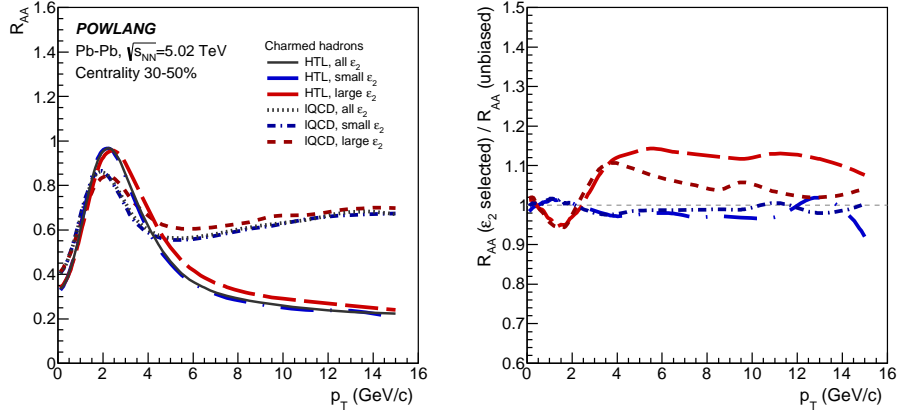 R_AA
1.6
1.4
1.2
1
0.8
0.6
0.4
0.2
0
POWLANG
Pb-Pb, √s_NN=5.02 TeV
Centrality 30-50%
Charmed hadrons
HTL, all ε_2
HTL, small ε_2
HTL, large ε_2
lQCD, all ε_2
lQCD, small ε_2
lQCD, large ε_2
0 2 4 6 8 10 12 14 16
p_T (GeV/c)
R_AA (ε_2 selected) / R_AA (unbiased)
1.5
1.4
1.3
1.2
1.1
1
0.9
0.8
0.7
0.6
0 2 4 6 8 10 12 14 16
p_T (GeV/c)